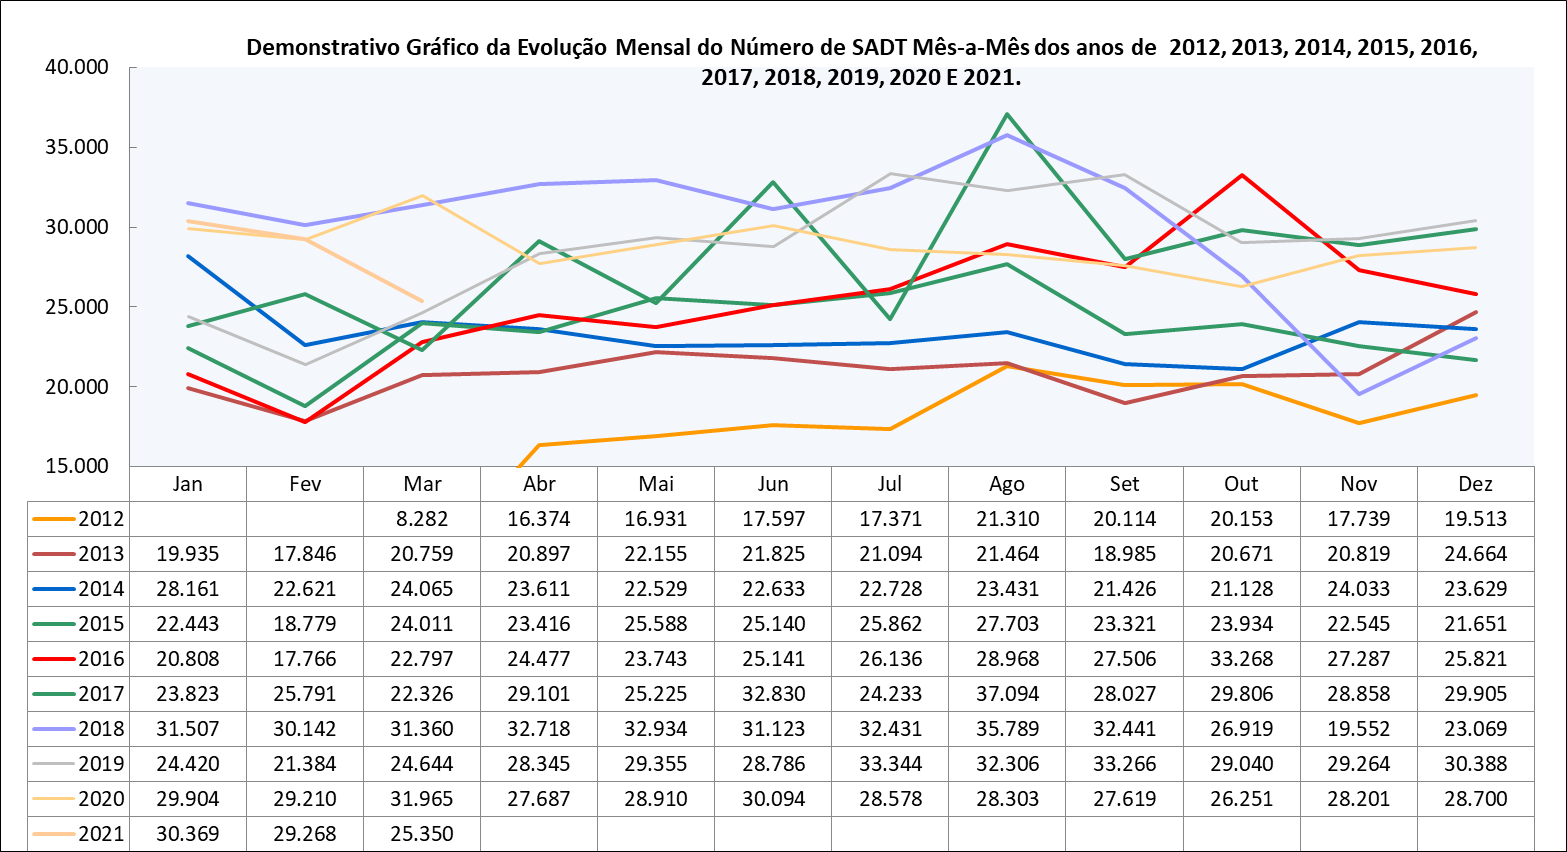 Demonstrativo Gráfico da Evolução Mensal do Número de SADT Mês-a-Mês dos anos de 2012, 2013, 2014, 2015, 2016,
2017, 2018, 2019, 2020 E 2021.
40.000
35.000
30.000
25.000
20.000
15.000
Jan Fev Mar Abr Mai Jun Jul Ago Set Out Nov Dez
2012 8.282 16.374 16.931 17.597 17.371 21.310 20.114 20.153 17.739 19.513
2013 19.935 17.846 20.759 20.897 22.155 21.825 21.094 21.464 18.985 20.671 20.819 24.664
2014 28.161 22.621 24.065 23.611 22.529 22.633 22.728 23.431 21.426 21.128 24.033 23.629
2015 22.443 18.779 24.011 23.416 25.588 25.140 25.862 27.703 23.321 23.934 22.545 21.651
2016 20.808 17.766 22.797 24.477 23.743 25.141 26.136 28.968 27.506 33.268 27.287 25.821
2017 23.823 25.791 22.326 29.101 25.225 32.830 24.233 37.094 28.027 29.806 28.858 29.905
2018 31.507 30.142 31.360 32.718 32.934 31.123 32.431 35.789 32.441 26.919 19.552 23.069
2019 24.420 21.384 24.644 28.345 29.355 28.786 33.344 32.306 33.266 29.040 29.264 30.388
2020 29.904 29.210 31.965 27.687 28.910 30.094 28.578 28.303 27.619 26.251 28.201 28.700
2021 30.369 29.268 25.350